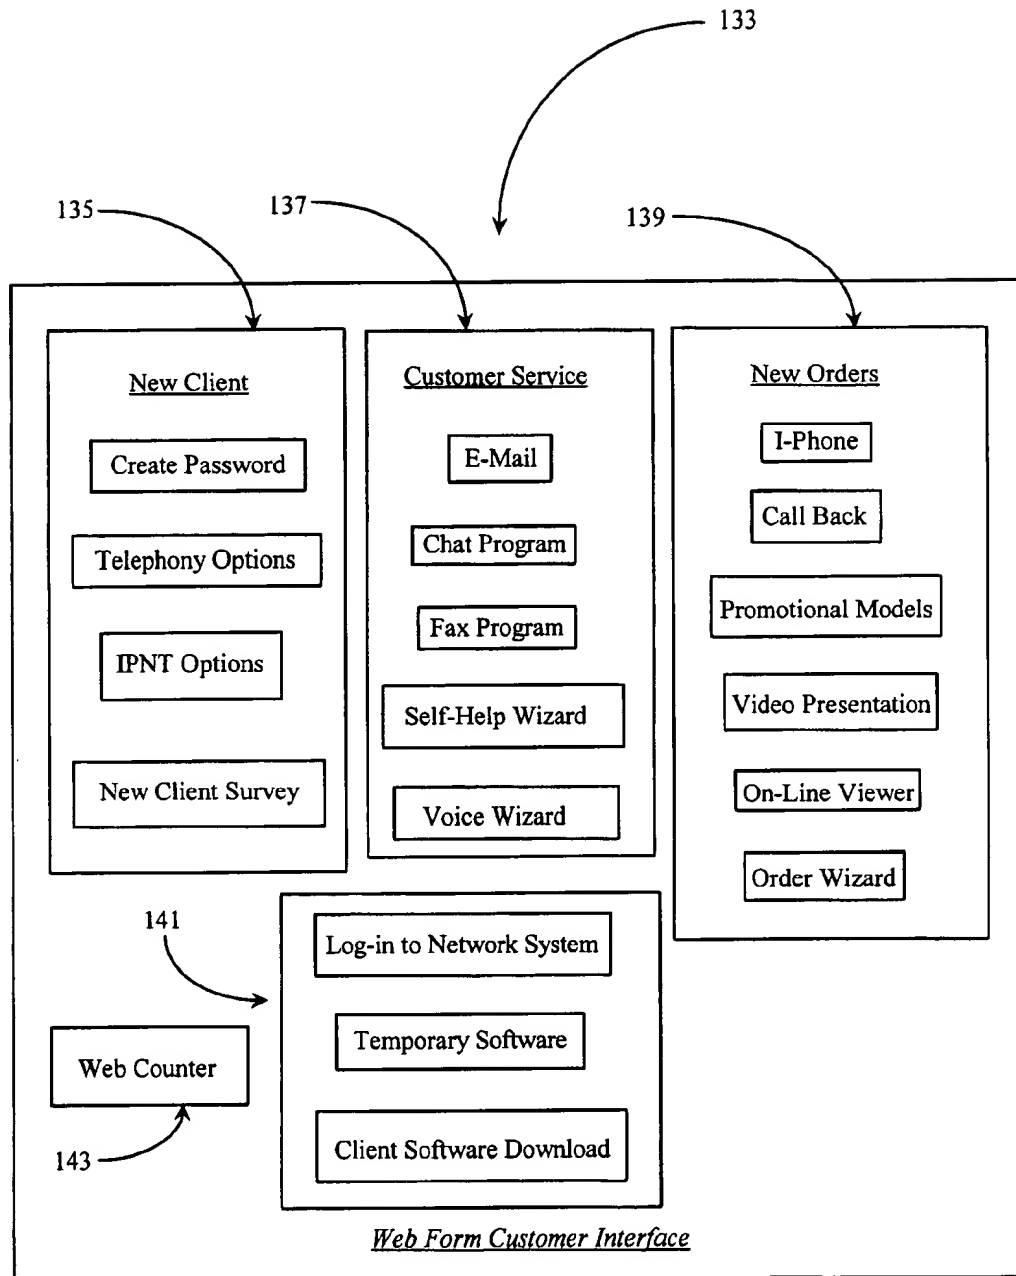 133
135
137
139
New Client
Create Password
Telephony Options
IPNT Options
New Client Survey
Customer Service
E-Mail
Chat Program
Fax Program
Self-Help Wizard
Voice Wizard
New Orders
I-Phone
Call Back
Promotional Models
Video Presentation
On-Line Viewer
Order Wizard
141
Log-in to Network System
Temporary Software
Client Software Download
Web Counter
143
Web Form Customer Interface